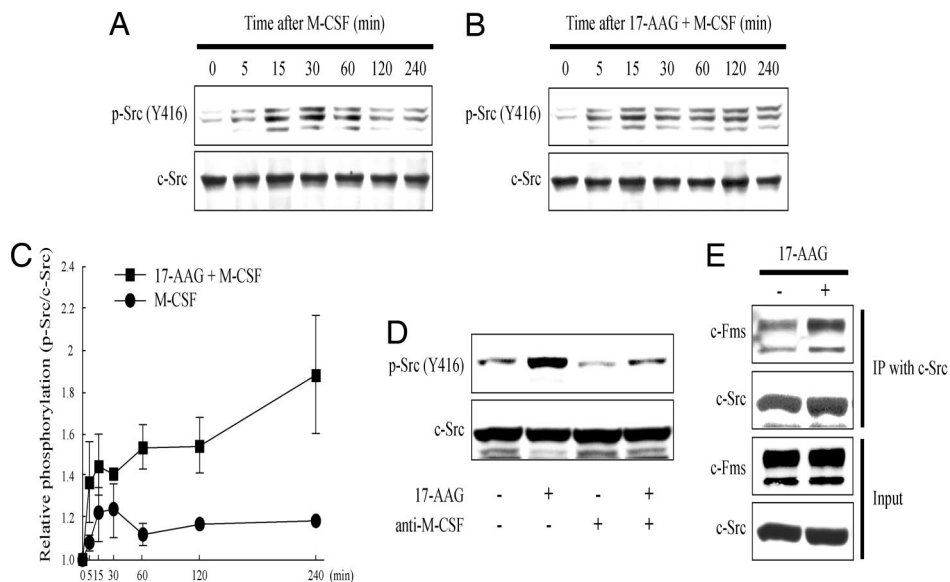 A
Time after M-CSF (min)
0 5 15 30 60 120 240
p-Src (Y416)
c-Src
B
Time after 17-AAG + M-CSF (min)
0 5 15 30 60 120 240
p-Src (Y416)
c-Src
C
Relative phosphorylation (p-Src/c-Src)
2.4
2.2
2.0
1.8
1.6
1.4
1.2
1.0
17-AAG + M-CSF
M-CSF
0 5 15 30 60 120 240 (min)
D
p-Src (Y416)
c-Src
17-AAG - + - +
anti-M-CSF - - + +
E
17-AAG
- +
c-Fms
c-Src
IP with c-Src
c-Fms
c-Src
Input